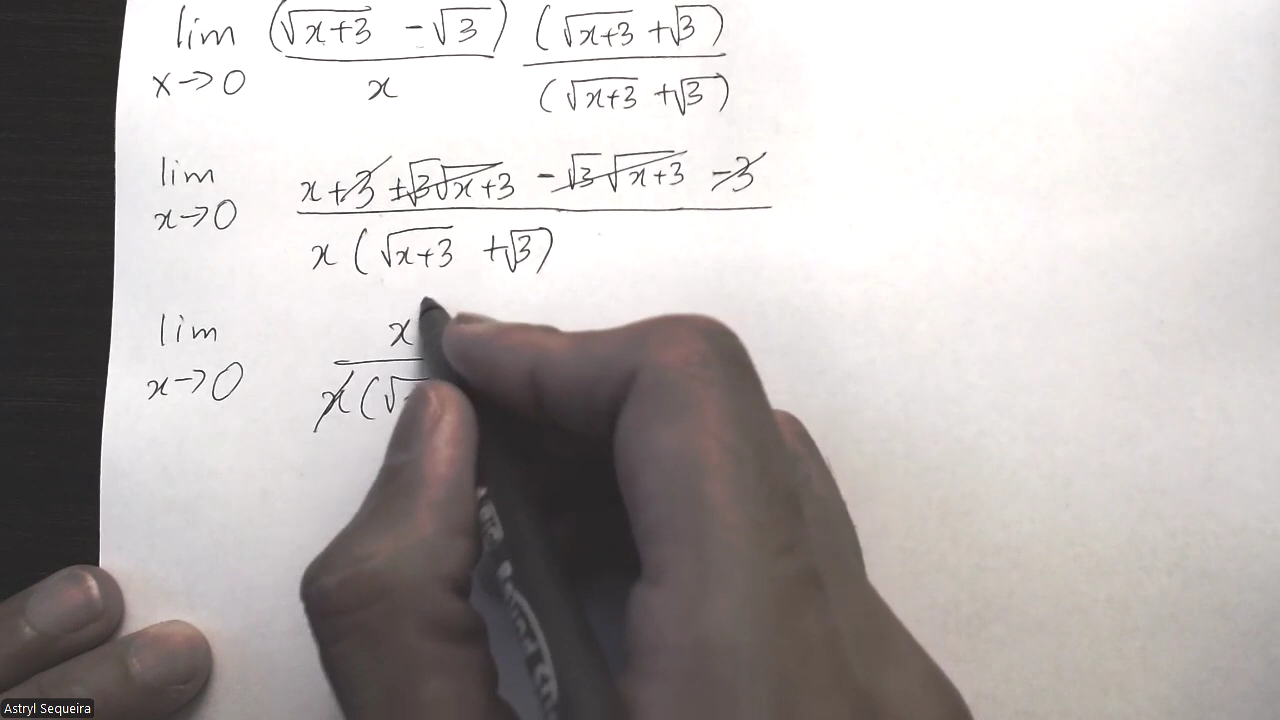 lim (√x+3 - √3) (√x+3 +√3)
x→0 x (√x+3 +√3)
lim x+3 +√3√x+3 -√3√x+3 -3
x→0 x(√x+3 +√3)
lim x
x→0 x(√
Astryl Sequeira